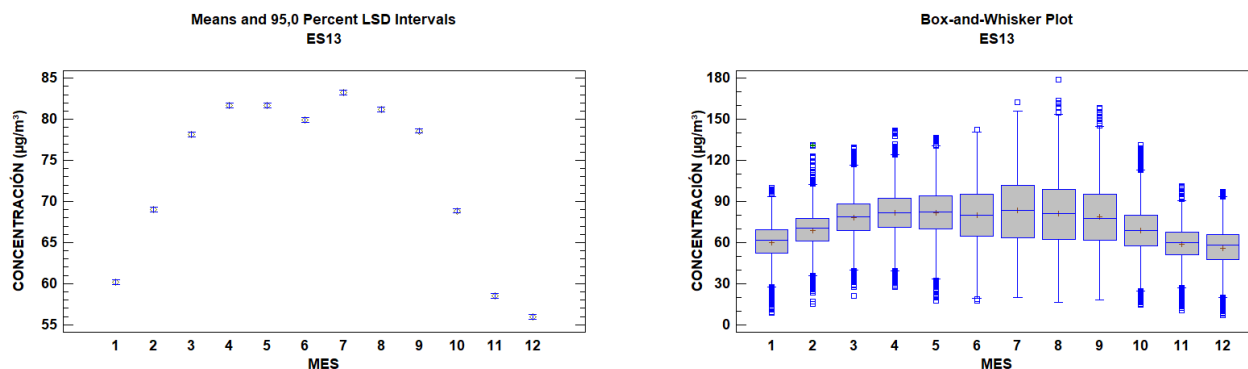 Means and 95,0 Percent LSD Intervals
ES13
CONCENTRACIÓN (µg/m³)
85
80
75
70
65
60
55
1 2 3 4 5 6 7 8 9 10 11 12
MES
Box-and-Whisker Plot
ES13
CONCENTRACIÓN (µg/m³)
180
150
120
90
60
30
0
1 2 3 4 5 6 7 8 9 10 11 12
MES